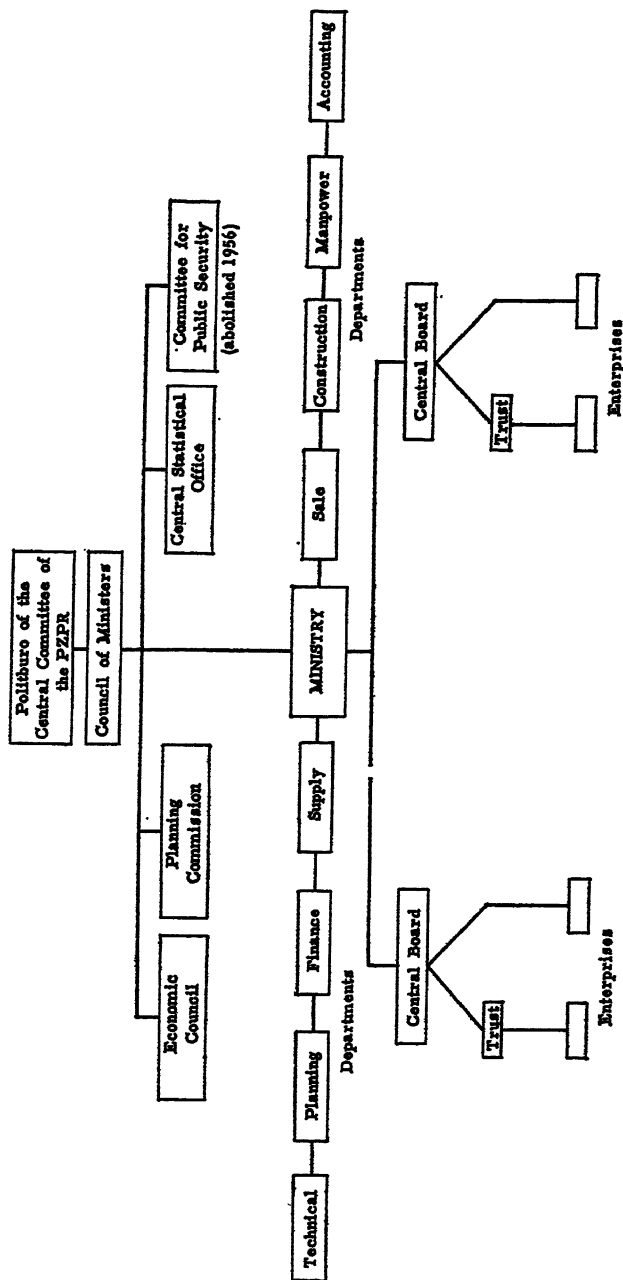 Politburo of the
Central Committee of
the PZPR
Council of Ministers
Economic
Council
Planning
Commission
Central Statistical
Office
Committee for
Public Security
(abolished 1956)
Technical
Planning
Finance
Supply
MINISTRY
Sale
Construction
Manpower
Accounting
Departments
Departments
Central Board
Central Board
Trust
Trust
Enterprises
Enterprises